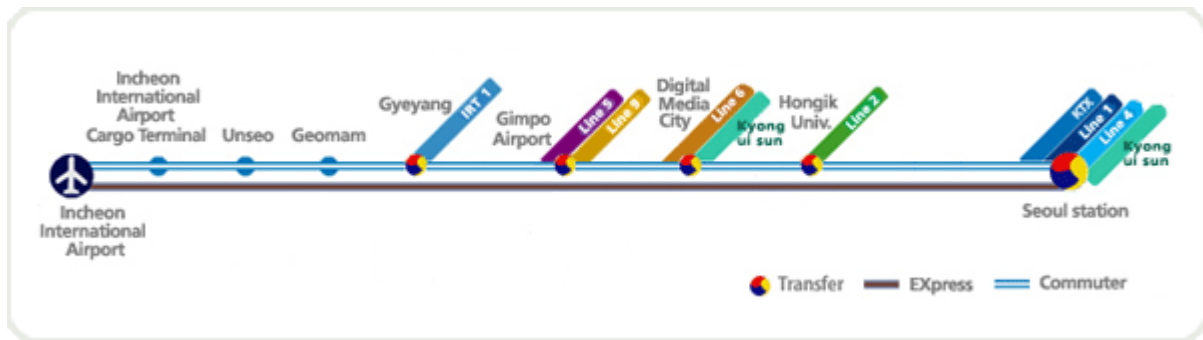 Incheon
International
Airport
Cargo Terminal
Unseo
Geomam
Gyeyang
IRT 1
Gimpo
Airport
Line 5
Line 9
Digital
Media
City
Line 6
Kyong
ui sun
Hongik
Univ.
Line 2
KTX
Line 1
Line 4
Kyong
ui sun
Incheon
International
Airport
Seoul station
Transfer
EXpress
Commuter